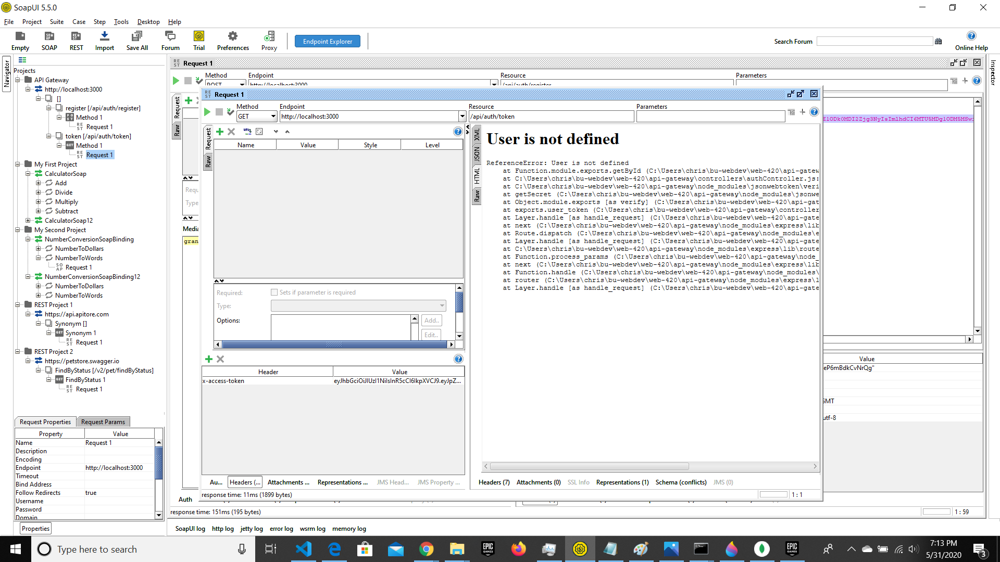 SoapUI 5.5.0
File Project Suite Case Step Tools Desktop Help
Empty SOAP REST Import Save All Forum Trial Preferences Proxy Endpoint Explorer Search Forum Online Help
Navigator
Inspector
Projects
API Gateway
http://localhost:3000
[]
register [/api/auth/register]
Method 1
Request 1
token [/api/auth/token]
Method 1
Request 1
My First Project
CalculatorSoap
Add
Divide
Multiply
Subtract
CalculatorSoap12
My Second Project
NumberConversionSoapBinding
NumberToDollars
NumberToWords
Request 1
NumberConversionSoapBinding12
NumberToDollars
NumberToWords
REST Project 1
https://api.apitore.com
Synonym []
Synonym 1
Request 1
REST Project 2
https://petstore.swagger.io
FindByStatus [/v2/pet/findByStatus]
FindByStatus 1
Request 1
Request Properties Request Params
Property Value
Name Request 1
Description
Encoding
Endpoint http://localhost:3000
Timeout
Bind Address
Follow Redirects true
Username
Password
Domain
Properties
Request 1
Method Endpoint Resource Parameters
POST http://localhost:3000 /api/auth/register
Request
Raw
Requ
Type
Media
gran
Auth
response time: 151ms (195 bytes)
1 : 59
Value
eP6mBdkCvNrQg"
GMT
utf-8
Request 1
Method Endpoint Resource Parameters
GET http://localhost:3000 /api/auth/token
Request
Raw
Name Value Style Level
Required: Sets if parameter is required
Type:
Options: Add..
Edit..
Header Value
x-access-token
Au... Headers (... Attachments ... Representations ... JMS Head... JMS Property ...
response time: 11ms (1899 bytes)
XML
JSON
HTML
Raw
User is not defined
ReferenceError: User is not defined
at Function.module.exports.getById (C:\Users\chris\bu-webdev\web-420\api-gatew
at C:\Users\chris\bu-webdev\web-420\api-gateway\controllers\authController.js:
at C:\Users\chris\bu-webdev\web-420\api-gateway\node_modules\jsonwebtoken\veri
at getSecret (C:\Users\chris\bu-webdev\web-420\api-gateway\node_modules\jsonwe
at Object.module.exports [as verify] (C:\Users\chris\bu-webdev\web-420\api-gat
at exports.user_token (C:\Users\chris\bu-webdev\web-420\api-gateway\controller
at Layer.handle [as handle_request] (C:\Users\chris\bu-webdev\web-420\api-gate
at next (C:\Users\chris\bu-webdev\web-420\api-gateway\node_modules\express\lib
at Route.dispatch (C:\Users\chris\bu-webdev\web-420\api-gateway\node_modules\e
at Layer.handle [as handle_request] (C:\Users\chris\bu-webdev\web-420\api-gate
at C:\Users\chris\bu-webdev\web-420\api-gateway\node_modules\express\lib\route
at Function.process_params (C:\Users\chris\bu-webdev\web-420\api-gateway\node_
at next (C:\Users\chris\bu-webdev\web-420\api-gateway\node_modules\express\lib
at Function.handle (C:\Users\chris\bu-webdev\web-420\api-gateway\node_modules\
at router (C:\Users\chris\bu-webdev\web-420\api-gateway\node_modules\express\l
at Layer.handle [as handle_request] (C:\Users\chris\bu-webdev\web-420\api-gate
Headers (7) Attachments (0) SSL Info Representations (1) Schema (conflicts) JMS (0)
1 : 1
SoapUI log http log jetty log error log wsrm log memory log
Type here to search
EPIC GAMES
EPIC GAMES
7:13 PM
5/31/2020
3